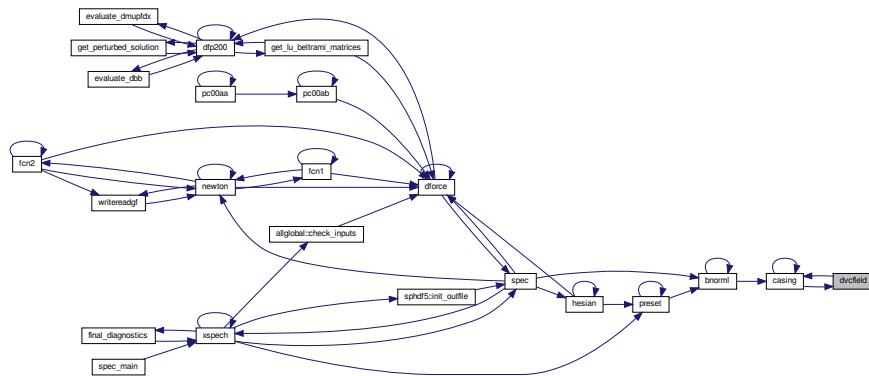 evaluate_dmupfdx
get_perturbed_solution
dfp200
get_lu_beltrami_matrices
evaluate_dbb
pc00aa
pc00ab
fcn2
fcn1
newton
dforce
writereadgf
allglobal::check_inputs
spec
bnorml
casing
dvcfield
sphdf5::init_outfile
hesian
preset
final_diagnostics
xspech
spec_main